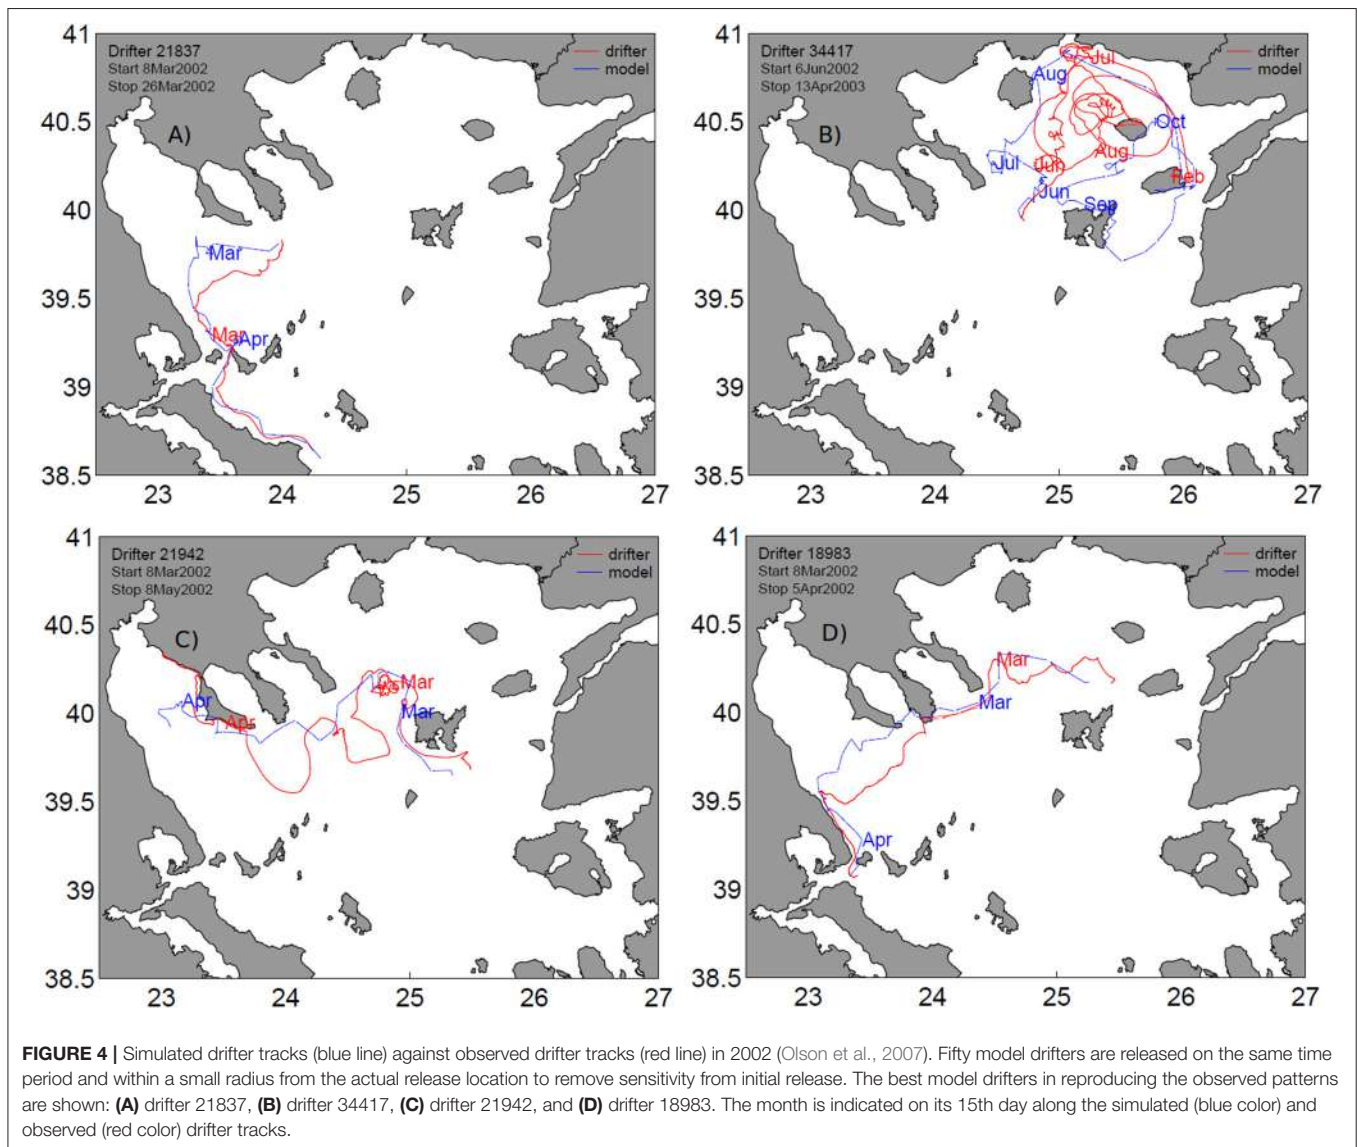 41
40.5
40
39.5
39
38.5
23
24
25
26
27
Drifter 21837
Start 8Mar2002
Stop 26Mar2002
drifter
model
A)
Mar
Mar
Apr
41
40.5
40
39.5
39
38.5
23
24
25
26
27
Drifter 34417
Start 6Jun2002
Stop 13Apr2003
drifter
model
B)
Jul
Aug
Oct
Aug
Jul
Jun
Feb
Jun
Sep
41
40.5
40
39.5
39
38.5
23
24
25
26
27
Drifter 21942
Start 8Mar2002
Stop 8May2002
drifter
model
C)
Mar
Apr
Mar
Apr
41
40.5
40
39.5
39
38.5
23
24
25
26
27
Drifter 18983
Start 8Mar2002
Stop 5Apr2002
drifter
model
D)
Mar
Mar
Apr
FIGURE 4 | Simulated drifter tracks (blue line) against observed drifter tracks (red line) in 2002 (Olson et al., 2007). Fifty model drifters are released on the same time
period and within a small radius from the actual release location to remove sensitivity from initial release. The best model drifters in reproducing the observed patterns
are shown: (A) drifter 21837, (B) drifter 34417, (C) drifter 21942, and (D) drifter 18983. The month is indicated on its 15th day along the simulated (blue color) and
observed (red color) drifter tracks.